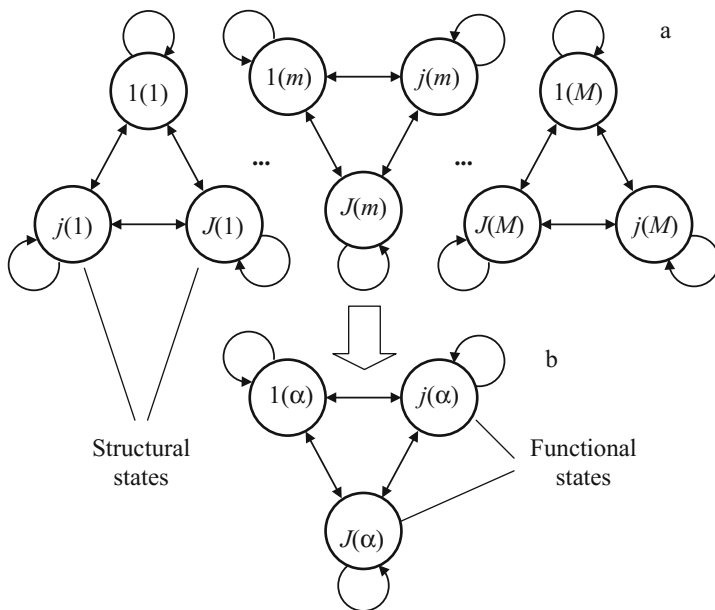 a
1(1)
1(m)
j(m)
1(M)
...
...
j(1)
J(1)
J(m)
J(M)
j(M)
b
1(α)
j(α)
Structural
states
Functional
states
J(α)